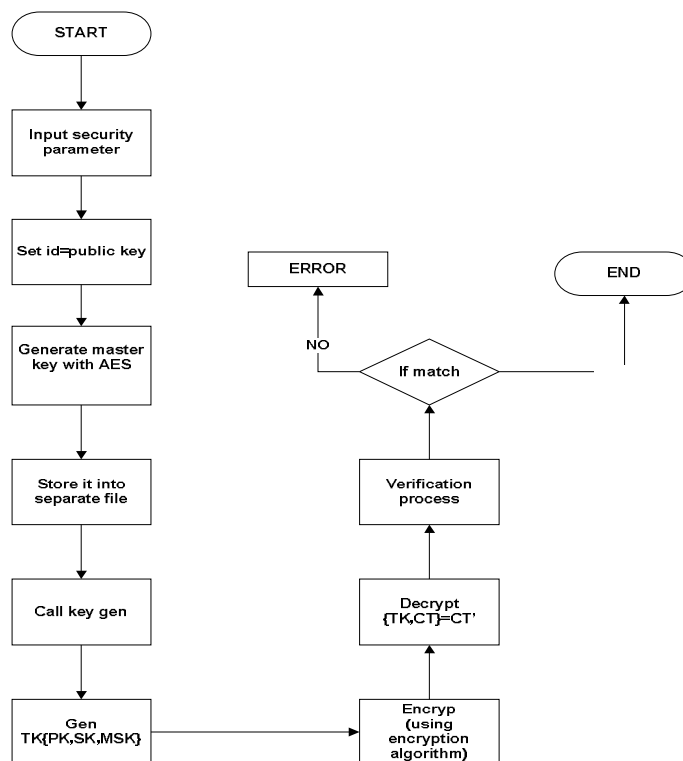 START
Input security
parameter
Set id=public key
Generate master
key with AES
Store it into
separate file
Call key gen
Gen
TK{PK,SK,MSK}
Encryp
(using
encryption
algorithm)
Decrypt
{TK,CT}=CT'
Verification
process
If match
NO
ERROR
END